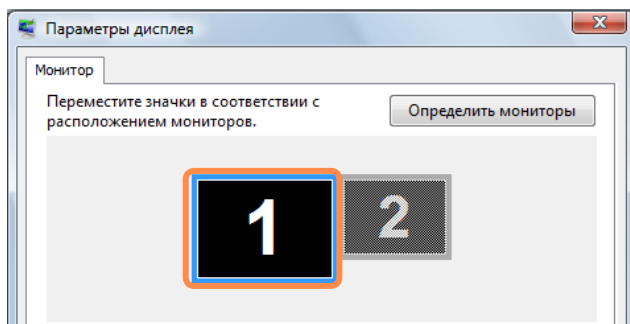 Параметры дисплея
Монитор
Переместите значки в соответствии с
расположением мониторов.
Определить мониторы
1
2